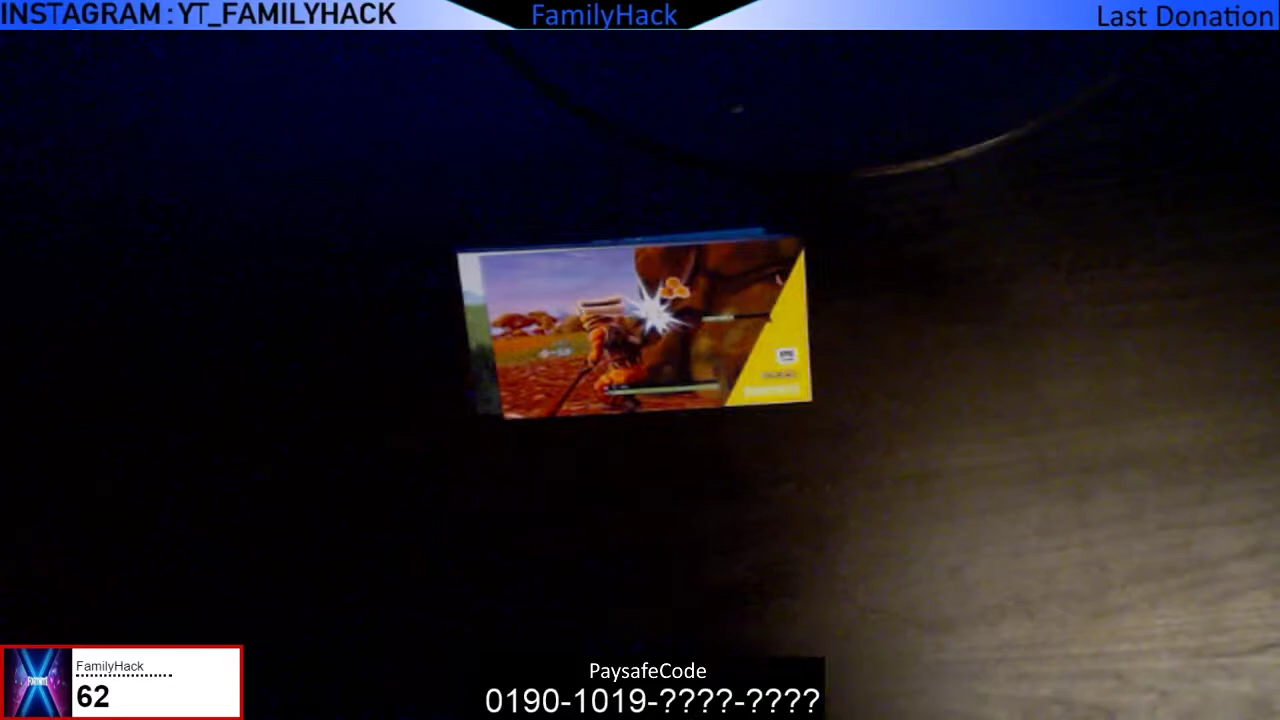 INSTAGRAM : YT_FAMILYHACK
FamilyHack
Last Donation
FamilyHack
62
PaysafeCode
0190-1019-????-????